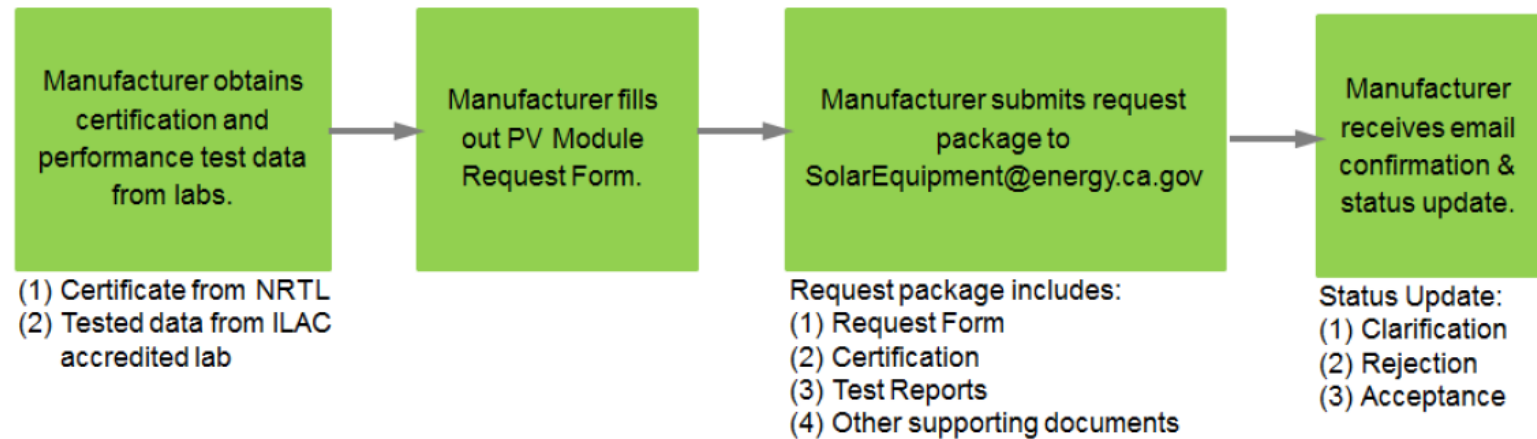 Manufacturer obtains
certification and
performance test data
from labs.
(1) Certificate from NRTL
(2) Tested data from ILAC
accredited lab
Manufacturer fills
out PV Module
Request Form.
Manufacturer submits request
package to
SolarEquipment@energy.ca.gov
Request package includes:
(1) Request Form
(2) Certification
(3) Test Reports
(4) Other supporting documents
Manufacturer
receives email
confirmation &
status update.
Status Update:
(1) Clarification
(2) Rejection
(3) Acceptance